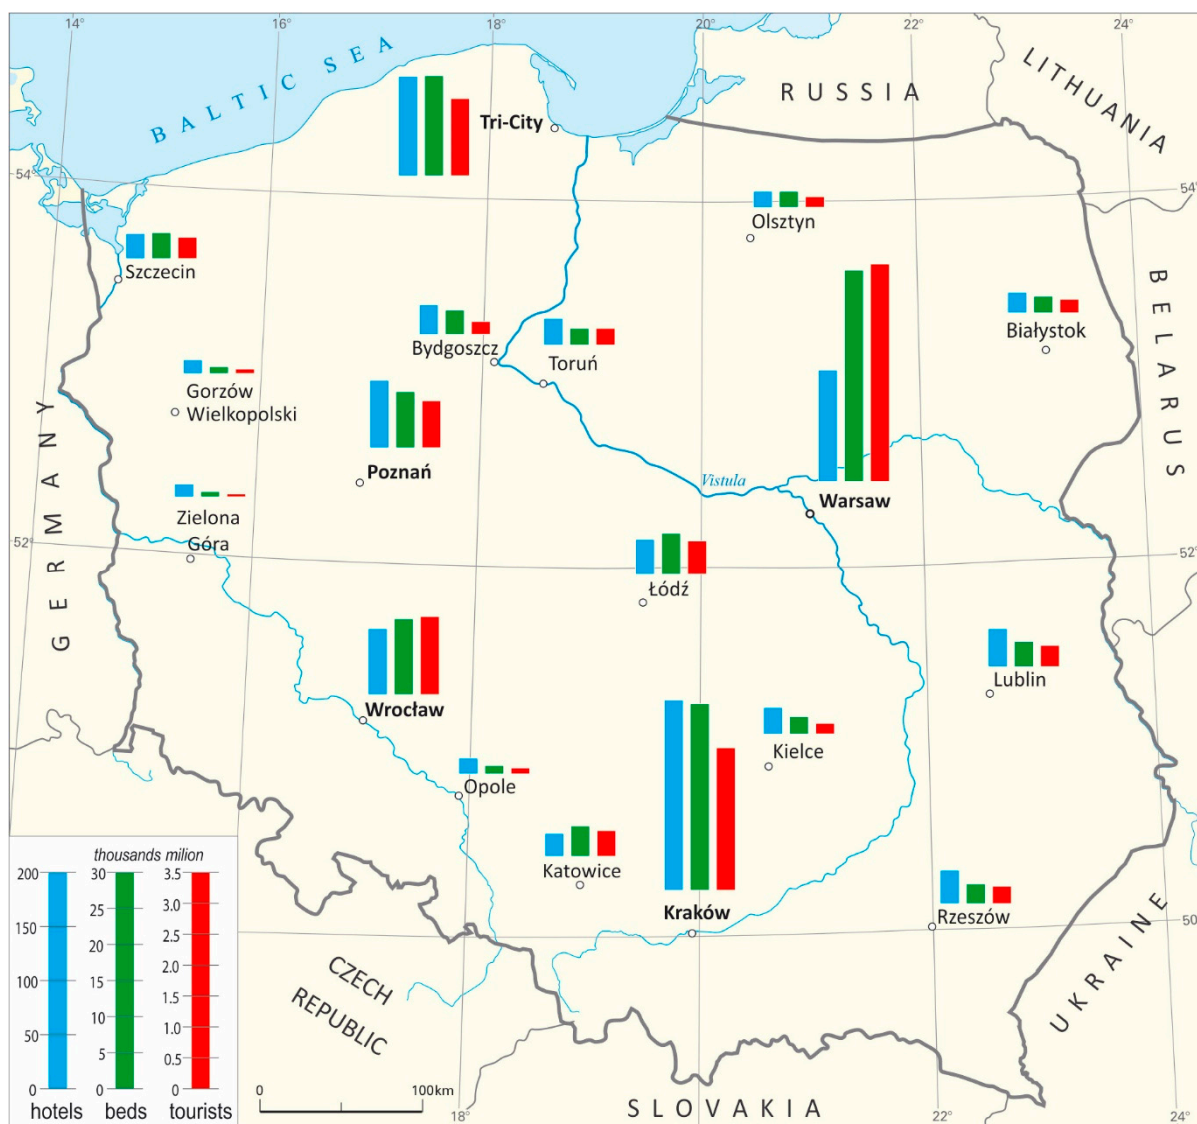 14°
16°
18°
20°
22°
24°
BALTIC SEA
RUSSIA
LITHUANIA
Tri-City
54°
54°
Olsztyn
Szczecin
BELARUS
Białystok
Bydgoszcz
Toruń
Gorzów
Wielkopolski
GERMANY
Poznań
Vistula
Warsaw
Zielona
Góra
52°
52°
Łódź
Lublin
Wrocław
Kielce
Opole
Katowice
Kraków
Rzeszów
50°
UKRAINE
CZECH
REPUBLIC
SLOVAKIA
thousands milion
200
150
100
50
0
30
25
20
15
10
5
0
3.5
3.0
2.5
2.0
1.5
1.0
0.5
0
hotels beds tourists
0 100km
18°
22°